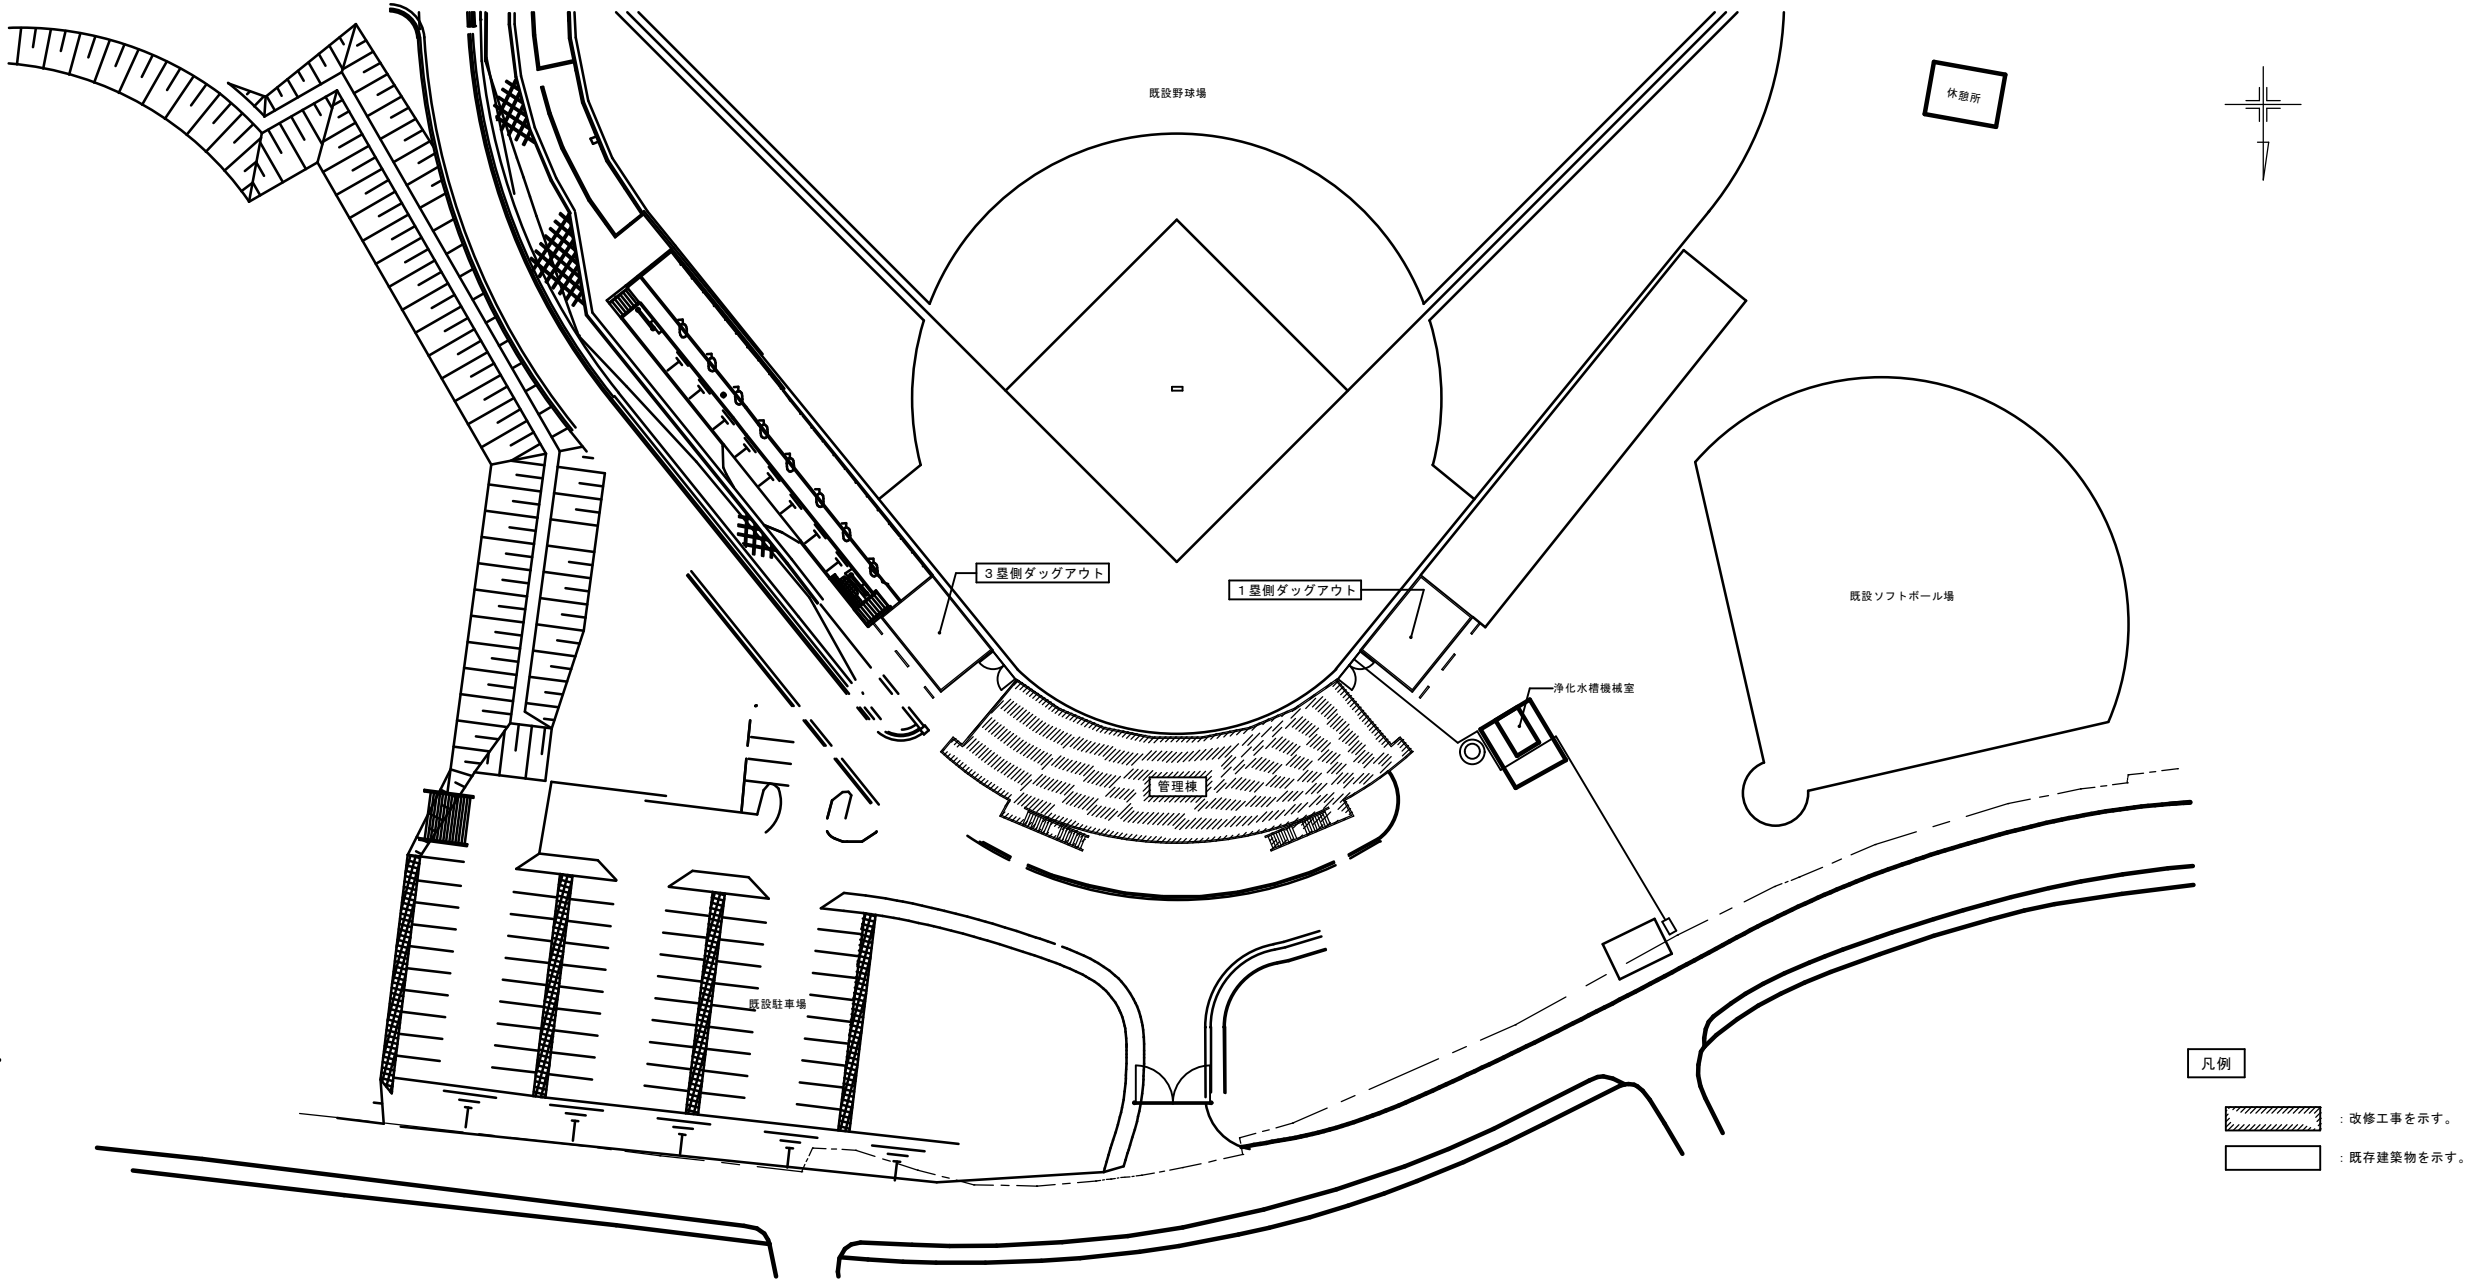 既設野球場
休憩所
3塁側ダッグアウト
1塁側ダッグアウト
既設ソフトボール場
浄化水槽機械室
管理棟
既設駐車場
凡例
：改修工事を示す。
：既存建築物を示す。